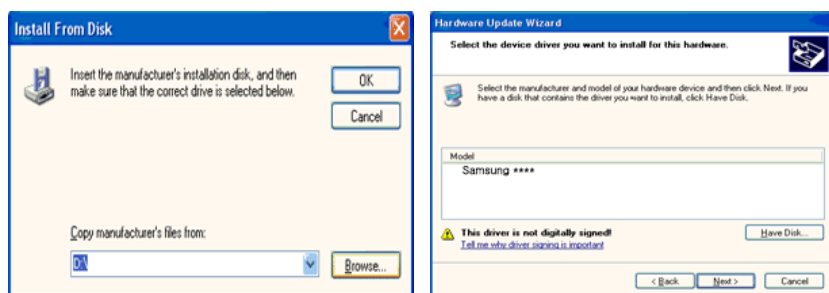 Install From Disk
Insert the manufacturer's installation disk, and then
make sure that the correct drive is selected below.
OK
Cancel
Copy manufacturer's files from:
D:\
Browse...
Hardware Update Wizard
Select the device driver you want to install for this hardware.
Select the manufacturer and model of your hardware device and then click Next. If you
have a disk that contains the driver you want to install, click Have Disk.
Model
Samsung ****
This driver is not digitally signed!
Tell me why driver signing is important
Have Disk...
< Back
Next >
Cancel